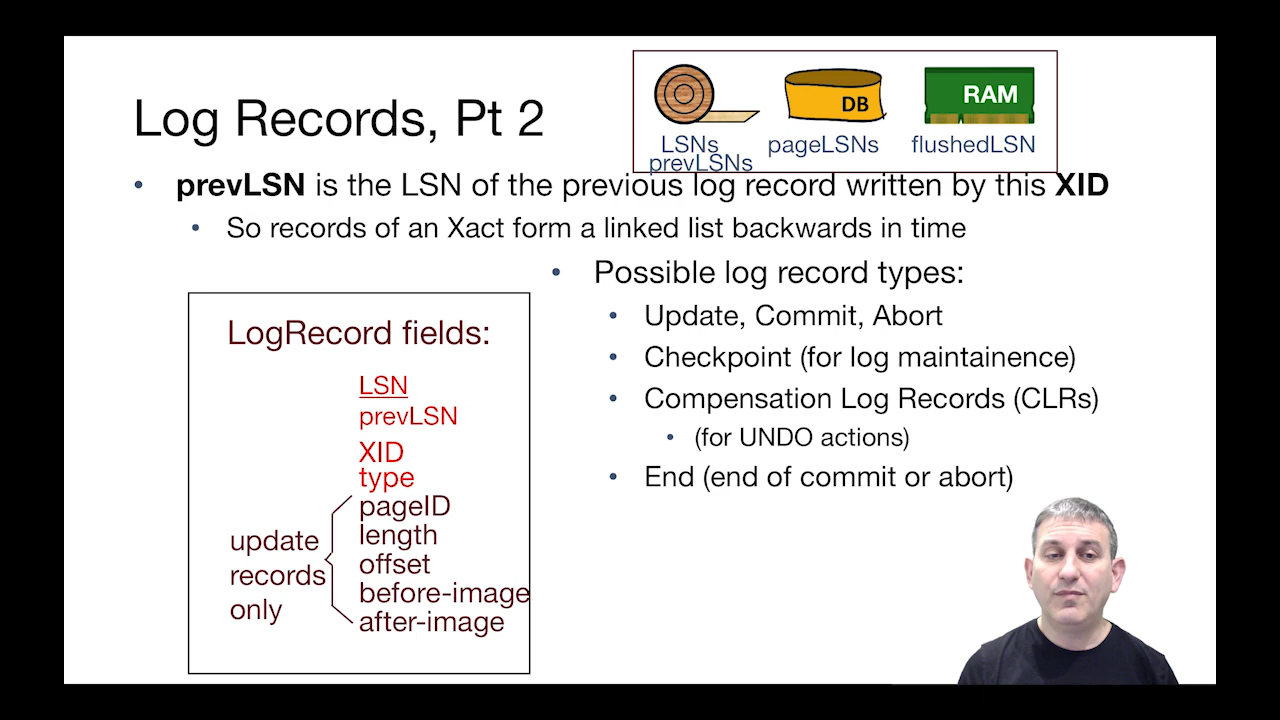 Log Records, Pt 2
DB
RAM
LSNs
prevLSNs
pageLSNs
flushedLSN
• prevLSN is the LSN of the previous log record written by this XID
• So records of an Xact form a linked list backwards in time
• Possible log record types:
• Update, Commit, Abort
• Checkpoint (for log maintainence)
• Compensation Log Records (CLRs)
• (for UNDO actions)
• End (end of commit or abort)
LogRecord fields:
LSN
prevLSN
XID
type
pageID
length
offset
before-image
after-image
update
records
only